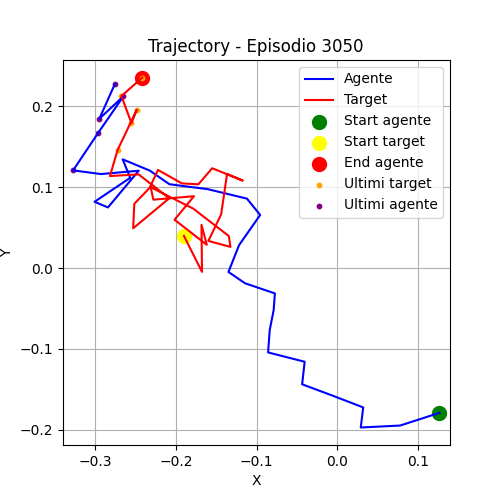 Trajectory - Episodio 3050
Agente
Target
Start agente
Start target
End agente
Ultimi target
Ultimi agente
0.2
0.1
0.0
−0.1
−0.2
Y
−0.3 −0.2 −0.1 0.0 0.1
X